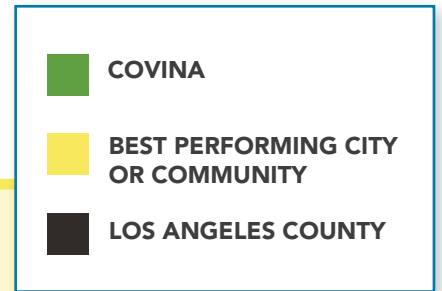 COVINA
BEST PERFORMING CITY
OR COMMUNITY
LOS ANGELES COUNTY